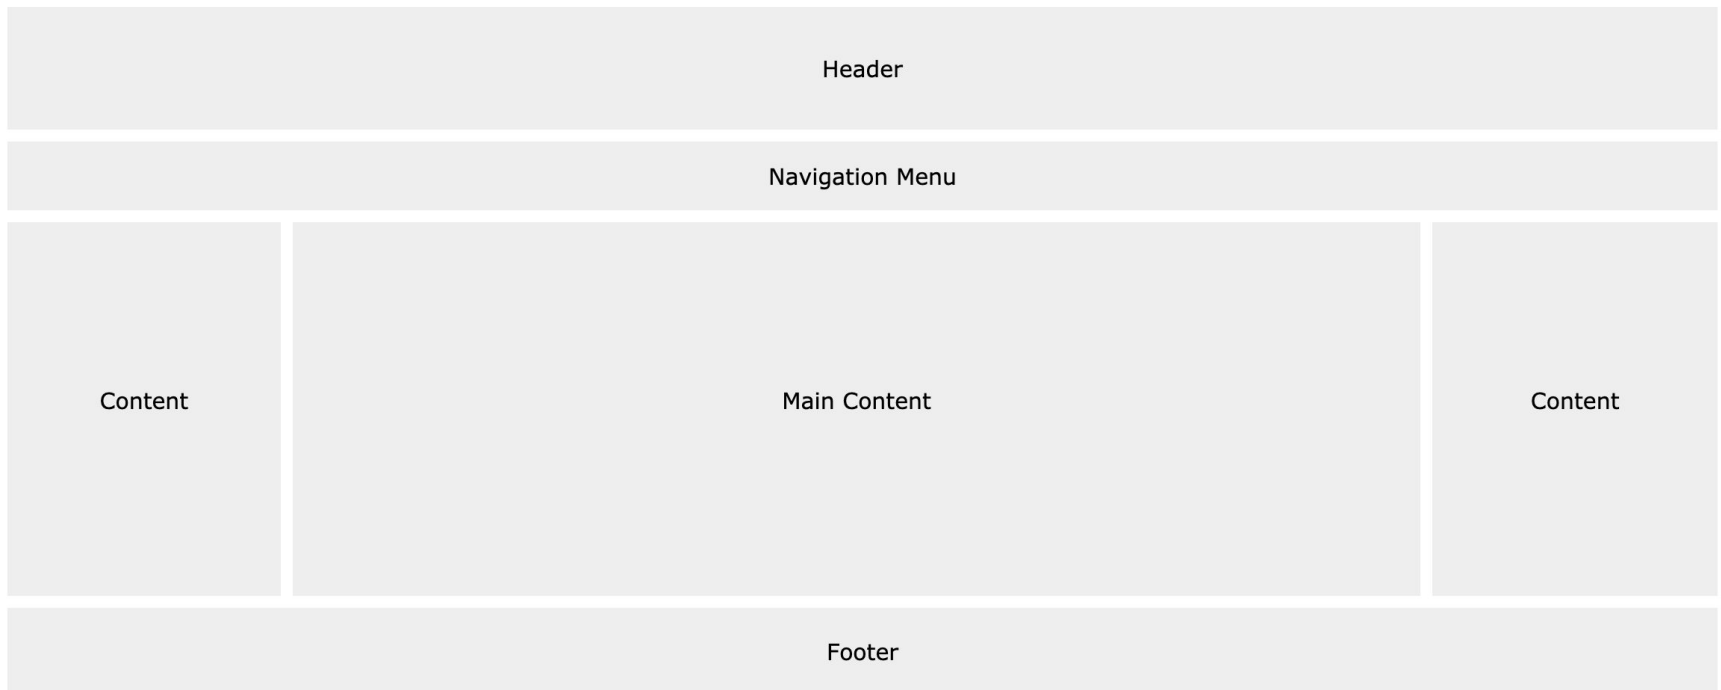 Header
Navigation Menu
Content
Main Content
Content
Footer